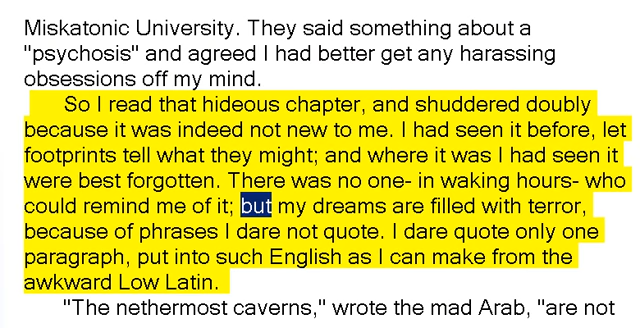 Miskatonic University. They said something about a
"psychosis" and agreed I had better get any harassing
obsessions off my mind.
So I read that hideous chapter, and shuddered doubly
because it was indeed not new to me. I had seen it before, let
footprints tell what they might; and where it was I had seen it
were best forgotten. There was no one- in waking hours- who
could remind me of it; but my dreams are filled with terror,
because of phrases I dare not quote. I dare quote only one
paragraph, put into such English as I can make from the
awkward Low Latin.
"The nethermost caverns," wrote the mad Arab, "are not